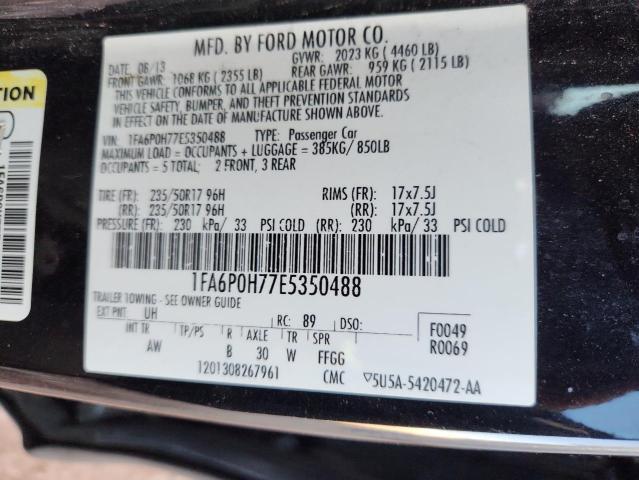 MFD. BY FORD MOTOR CO.
DATE: 08/13 GVWR: 2023 KG (4460 LB)
FRONT GAWR: 1068 KG (2355 LB) REAR GAWR: 959 KG (2115 LB)
THIS VEHICLE CONFORMS TO ALL APPLICABLE FEDERAL MOTOR
VEHICLE SAFETY, BUMPER, AND THEFT PREVENTION STANDARDS
IN EFFECT ON THE DATE OF MANUFACTURE SHOWN ABOVE.
VIN: 1FA6P0H77E5350488 TYPE: Passenger Car
MAXIMUM LOAD = OCCUPANTS + LUGGAGE = 385KG/ 850LB
OCCUPANTS = 5 TOTAL; 2 FRONT, 3 REAR
TIRE (FR): 235/50R17 96H RIMS (FR): 17x7.5J
(RR): 235/50R17 96H (RR): 17x7.5J
PRESSURE (FR): 230 kPa/ 33 PSI COLD (RR): 230 kPa/ 33 PSI COLD
1FA6P0H77E5350488
TRAILER TOWING - SEE OWNER GUIDE
EXT PNT: UH RC: 89 DSO: F0049
INT TR TP/PS R AXLE TR SPR R0069
AW B 30 W FFGG
1201308267961 CMC ▽5U5A-5420472-AA
TION